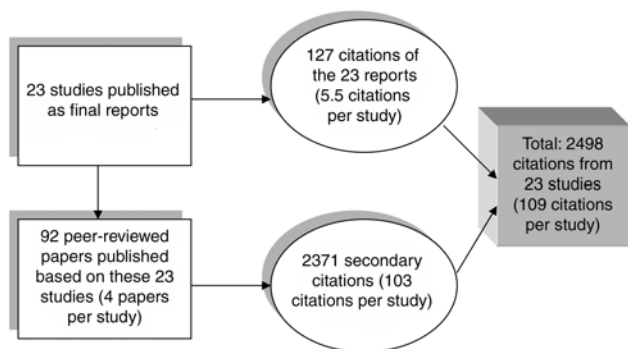 23 studies published
as final reports
127 citations of
the 23 reports
(5.5 citations
per study)
92 peer-reviewed
papers published
based on these 23
studies (4 papers
per study)
2371 secondary
citations (103
citations per study)
Total: 2498
citations from
23 studies
(109 citations
per study)